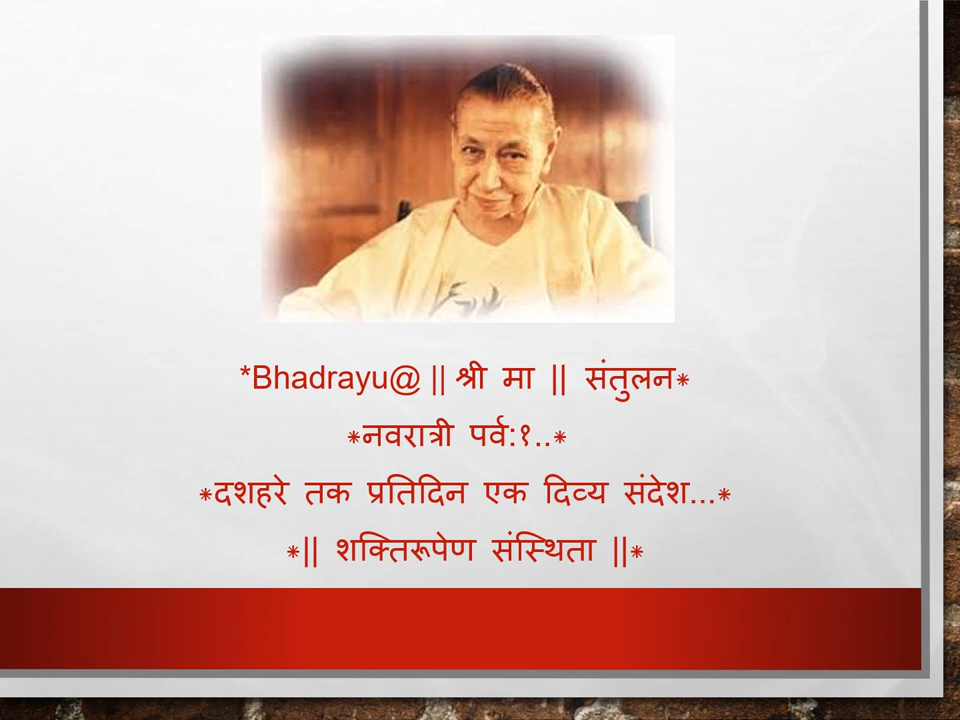 *Bhadrayu@ || श्री मा || संतुलन*
*नवरात्री पर्व:१..*
*दशहरे तक प्रतिदिन एक दिव्य संदेश...*
*|| शक्तिरूपेण संस्थिता ||*